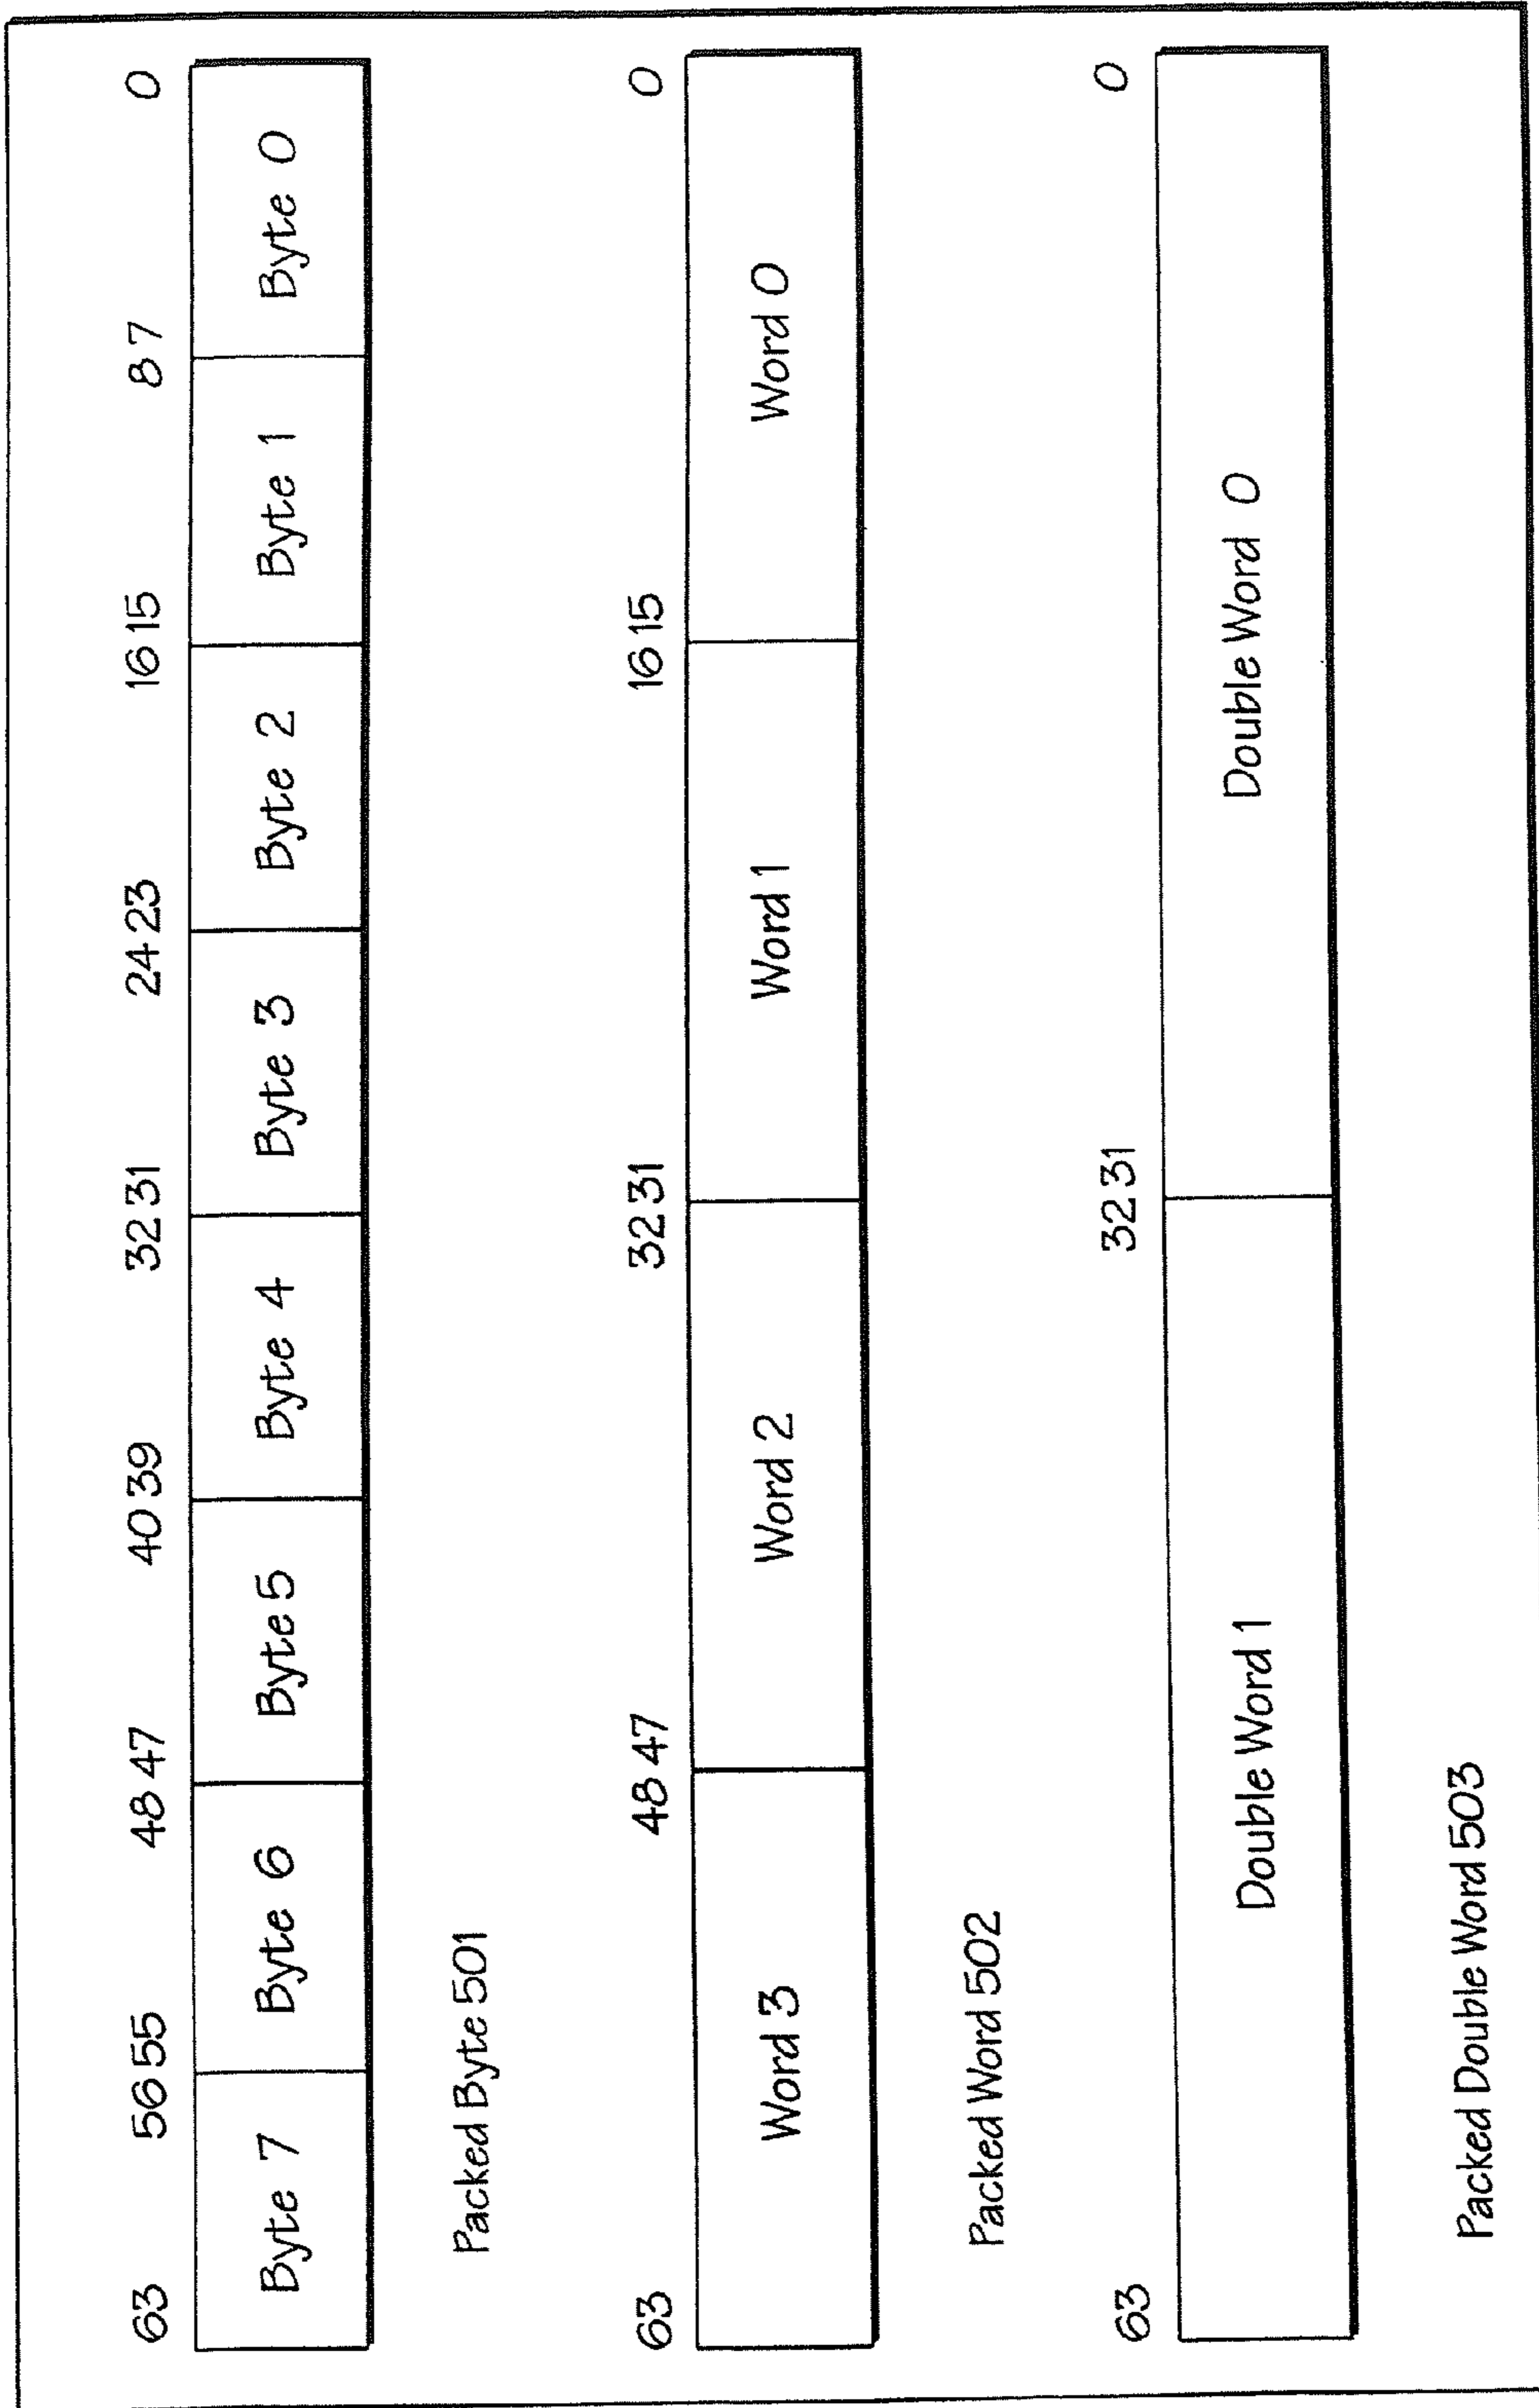 63 56 55 48 47 40 39 32 31 24 23 16 15 8 7 0
Byte 7 Byte 6 Byte 5 Byte 4 Byte 3 Byte 2 Byte 1 Byte 0
Packed Byte 501
63 48 47 32 31 16 15 0
Word 3 Word 2 Word 1 Word 0
Packed Word 502
63 32 31 0
Double Word 1 Double Word 0
Packed Double Word 503